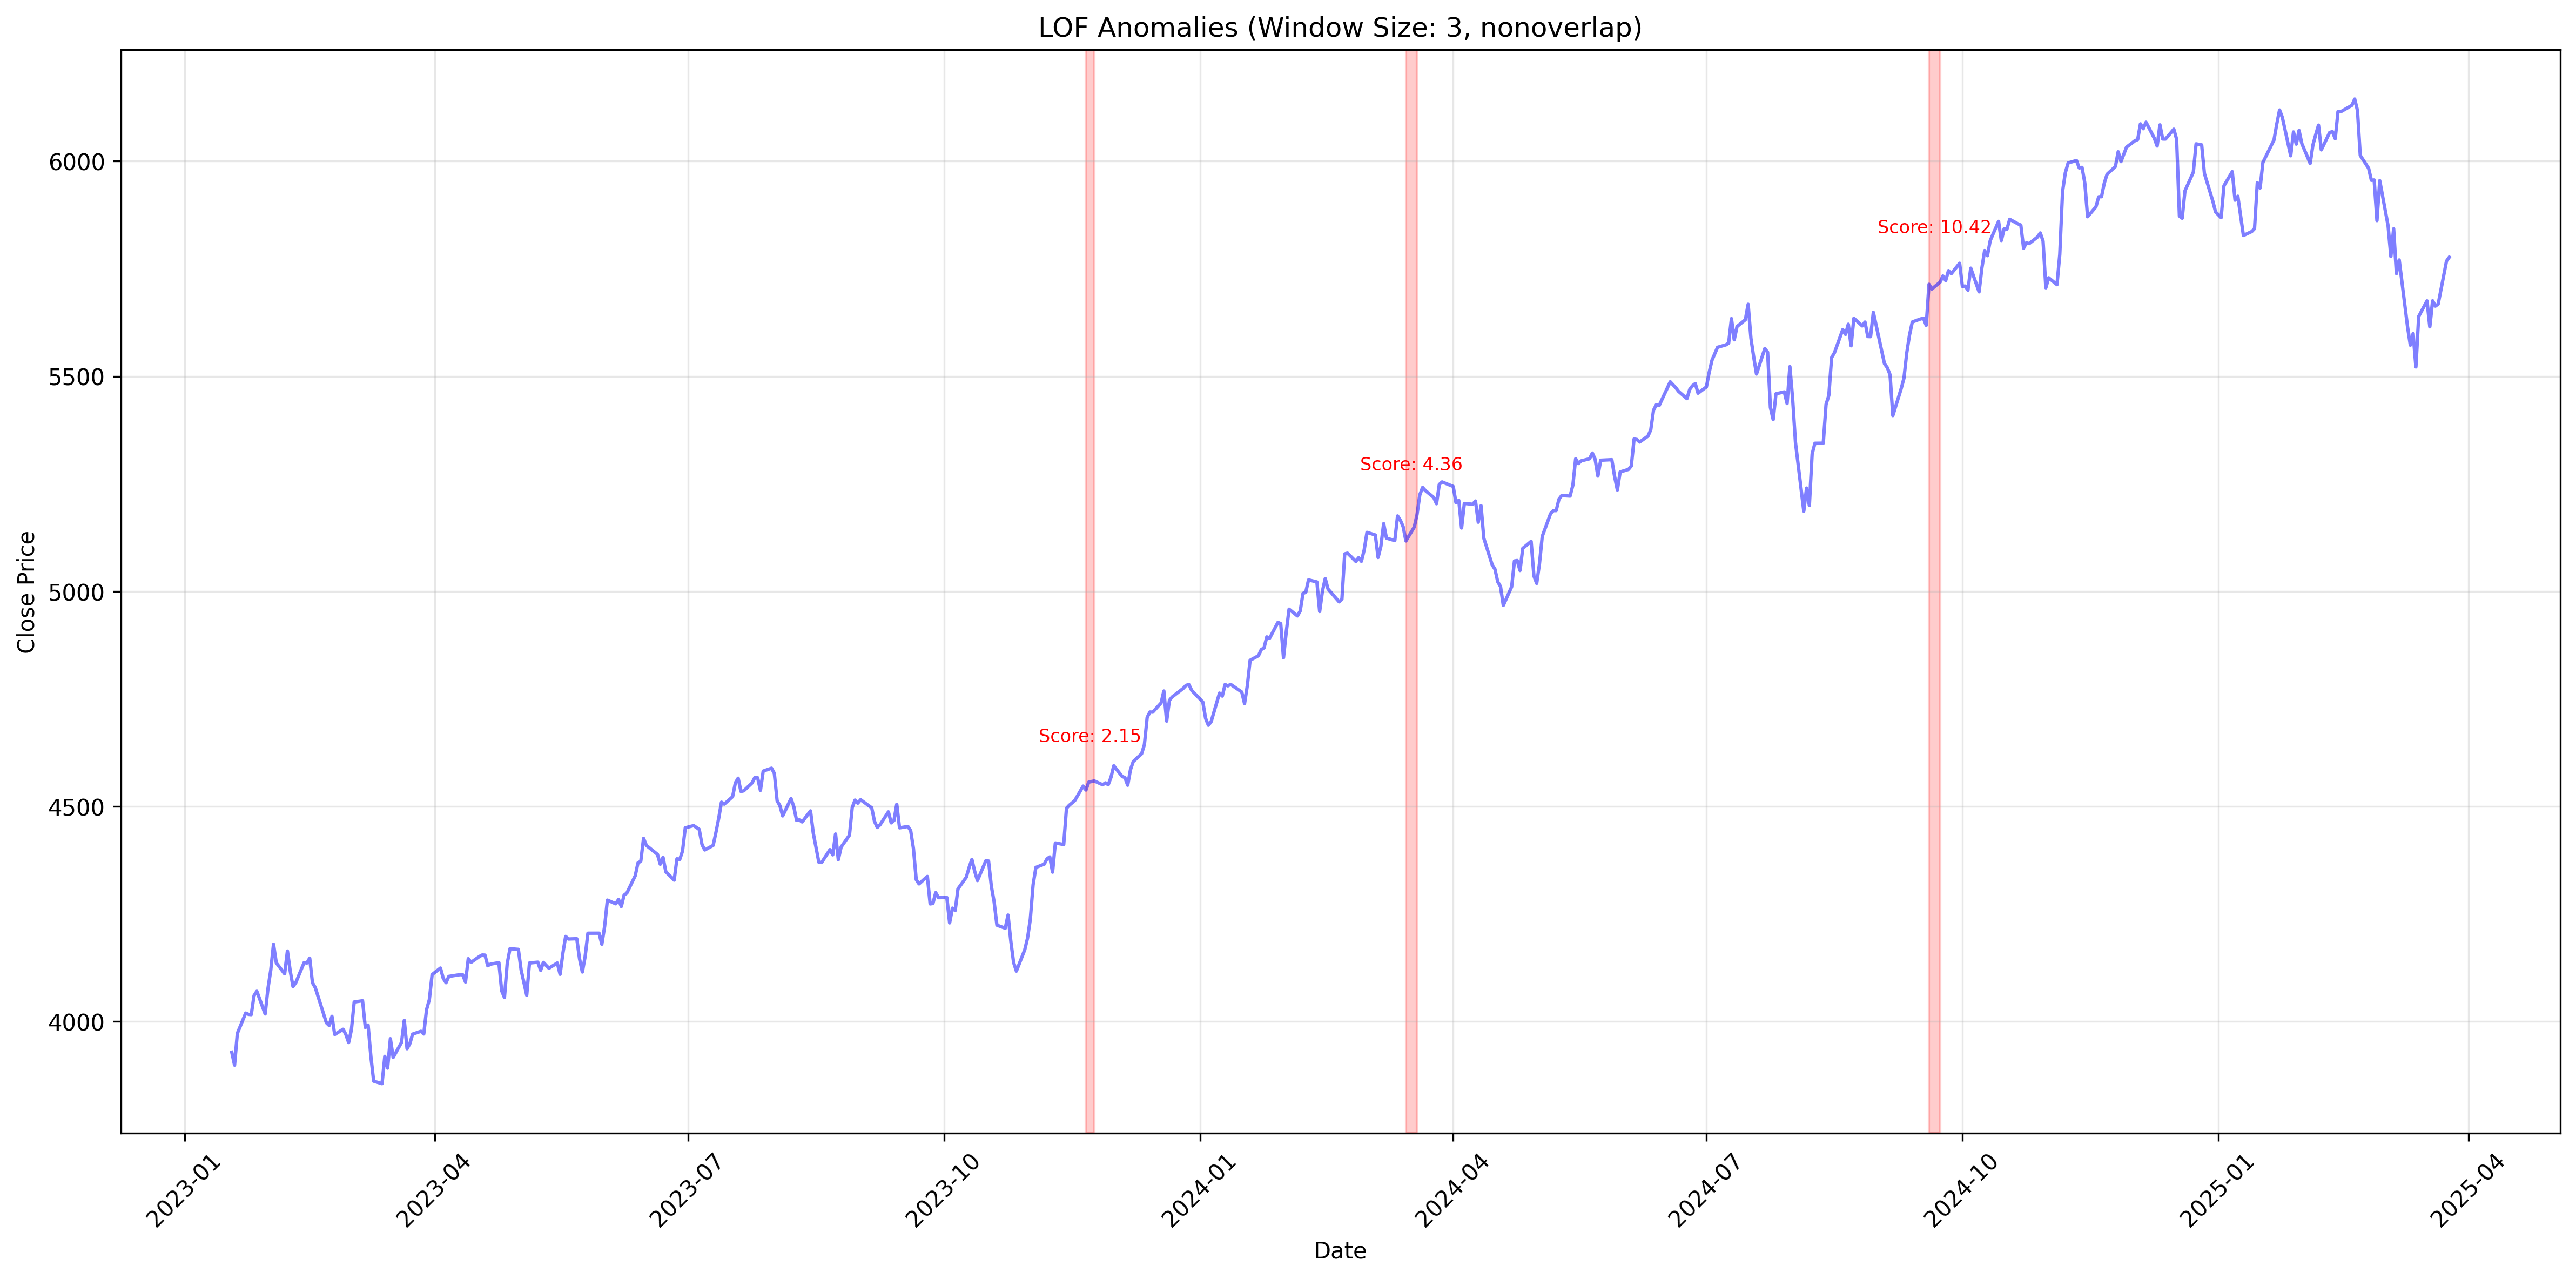 LOF Anomalies (Window Size: 3, nonoverlap)
Close Price
6000
5500
5000
4500
4000
Score: 2.15
Score: 4.36
Score: 10.42
2023-01
2023-04
2023-07
2023-10
2024-01
2024-04
2024-07
2024-10
2025-01
2025-04
Date